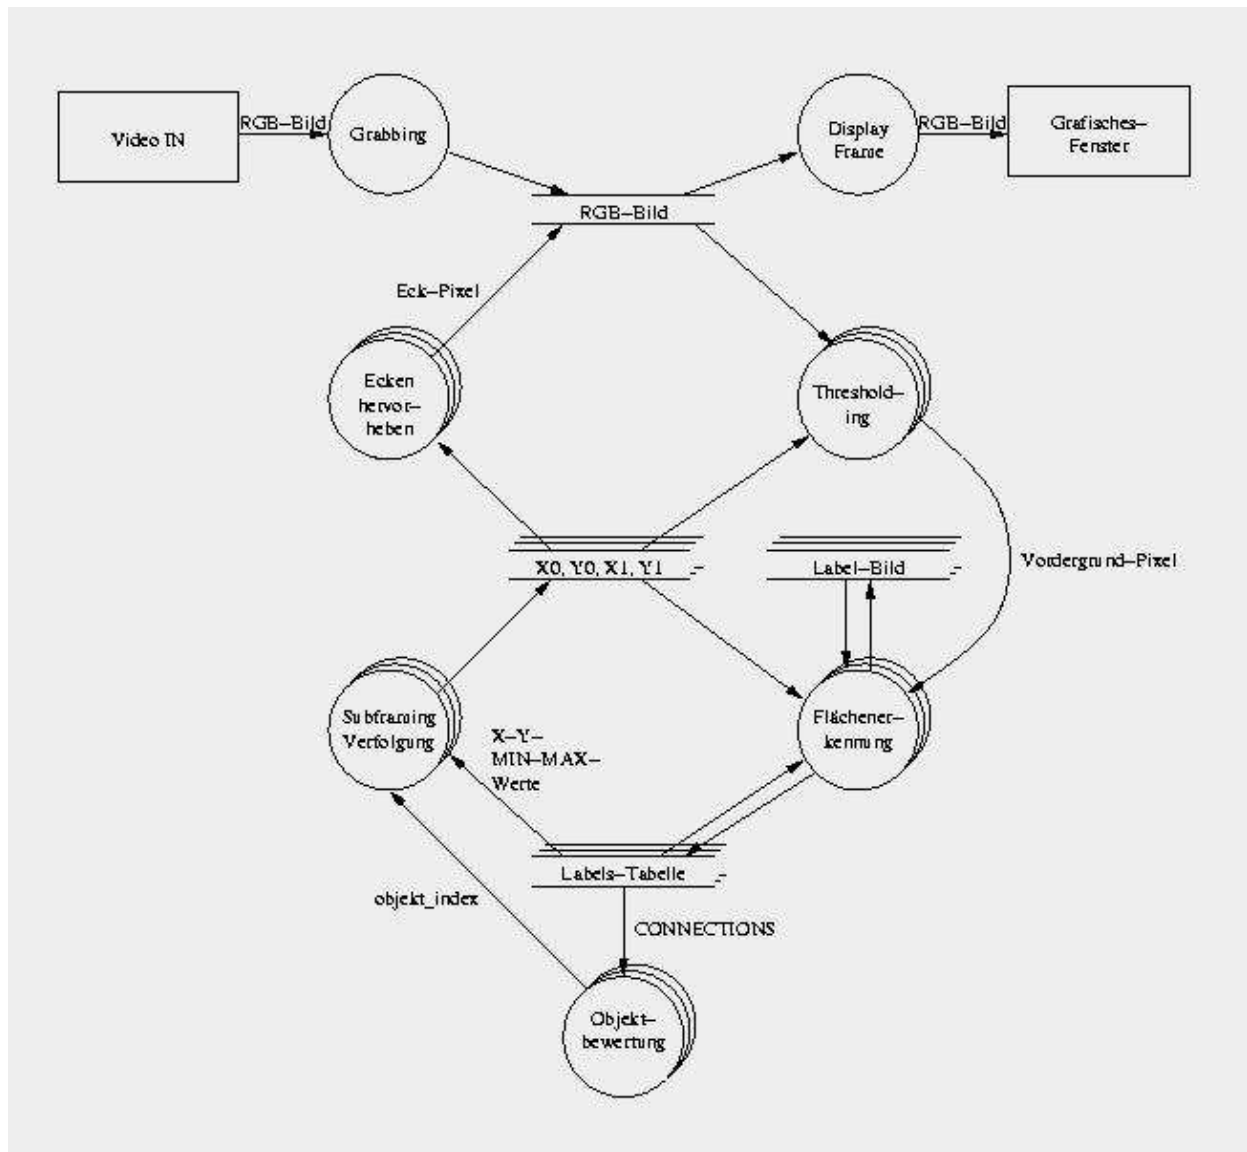 Video IN
RGB–Bild
Grabbing
Display
Frame
RGB–Bild
Grafisches–
Fenster
RGB–Bild
Eck–Pixel
Ecken
hervor–
heben
Threshold–
ing
X0, Y0, X1, Y1
Label–Bild
Vordergrund–Pixel
Subframing
Verfolgung
X–Y–
MIN–MAX–
Werte
Flächener–
kennung
Labels–Tabelle
objekt_index
CONNECTIONS
Objekt–
bewertung